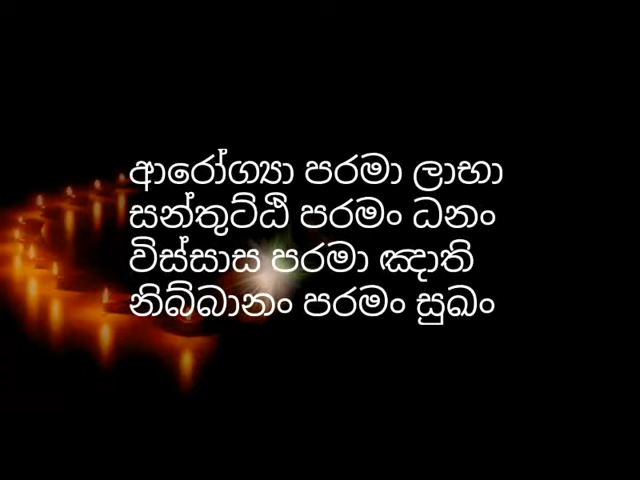 ආරෝග්‍යා පරමා ලාභා
සන්තුට්ඨි පරමං ධනං
විස්සාස පරමා ඤාති
නිබ්බානං පරමං සුඛං